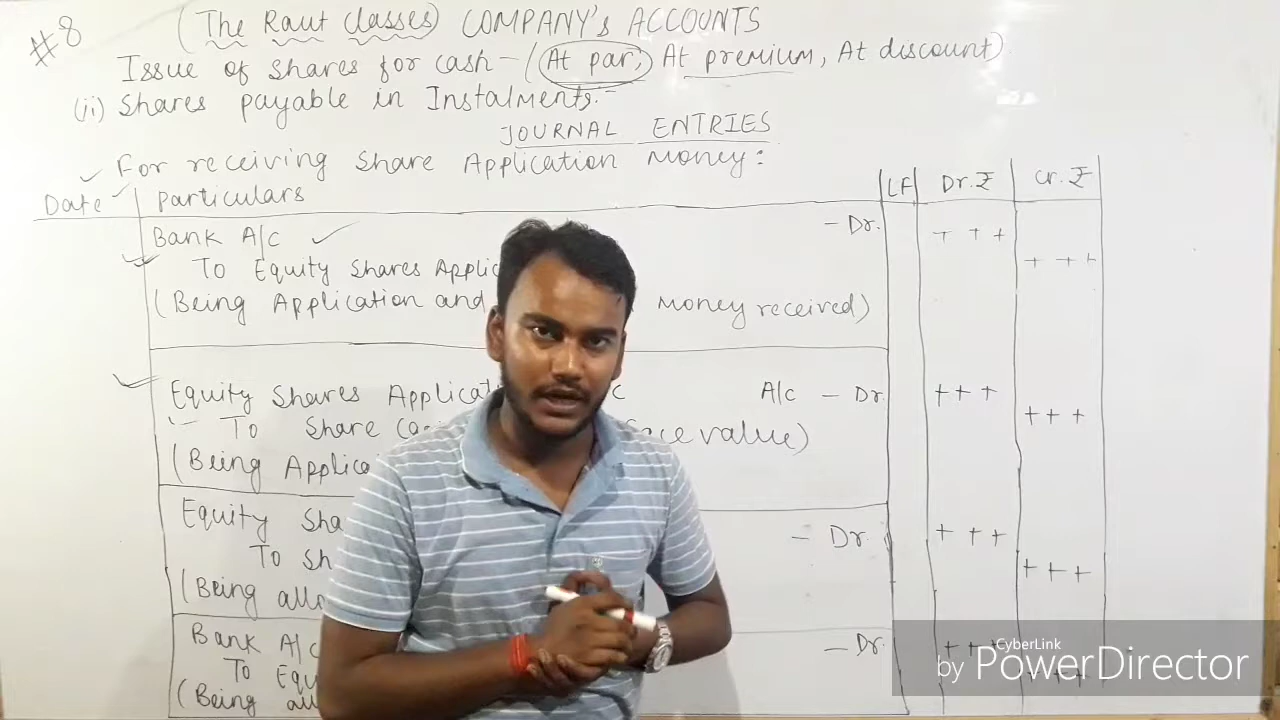 #8
(The Raut Classes) COMPANY's ACCOUNTS
Issue of shares for cash - (At par, At premium, At discount)
(ii) Shares payable in Instalments.-
JOURNAL ENTRIES
For receiving Share Application Money:
Date Particulars LF Dr. ₹ Cr. ₹
Bank A/c - Dr. + + +
To Equity Shares Applic + + +
(Being Application and money received)
Equity Shares Applicati A/c - Dr. + + +
To Share Ca face value) + + +
(Being Applica
Equity Sha - Dr. + + +
To Sh + + +
(Being allo
Bank A/c - Dr. + + +
To Equ
(Being all
CyberLink
by PowerDirector